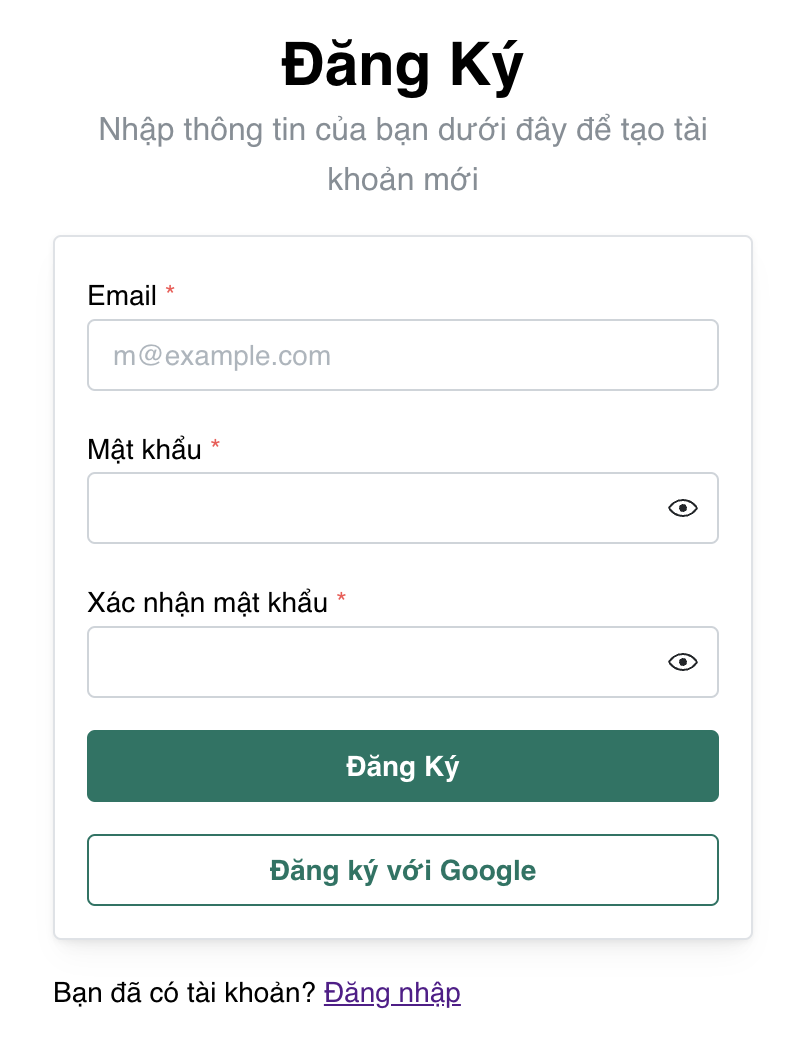 Đăng Ký
Nhập thông tin của bạn dưới đây để tạo tài
khoản mới
Email *
m@example.com
Mật khẩu *
Xác nhận mật khẩu *
Đăng Ký
Đăng ký với Google
Bạn đã có tài khoản? Đăng nhập